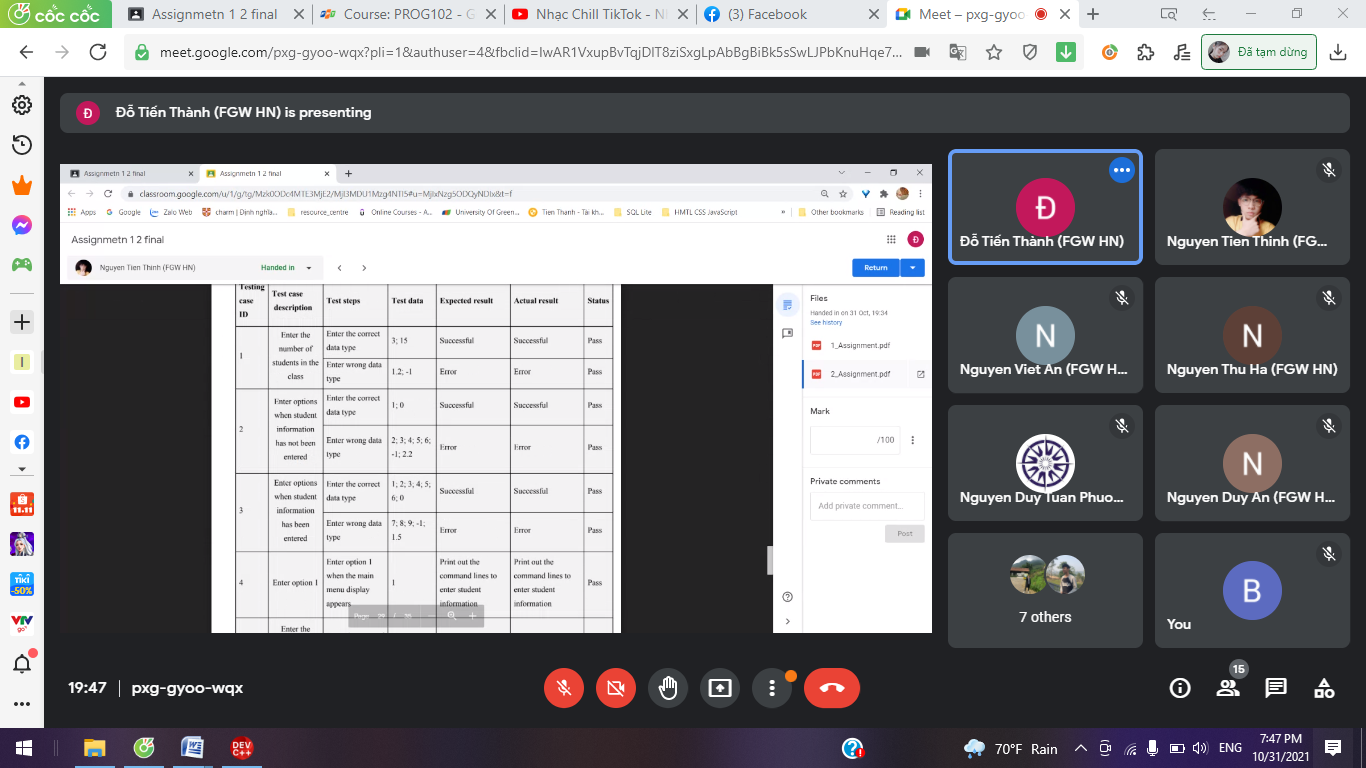 cốc cốc
Assignmetn 1 2 final
Course: PROG102 - G
Nhạc Chill TikTok - N
(3) Facebook
Meet – pxg-gyoo
meet.google.com/pxg-gyoo-wqx?pli=1&authuser=4&fbclid=IwAR1VxupBvTqjDlT8ziSxgLpAbBgBiBk5sSwLJPbKnuHqe7...
Đã tạm dừng
Đ
Đỗ Tiến Thành (FGW HN) is presenting
Assignmetn 1 2 final
Assignmetn 1 2 final
classroom.google.com/u/1/g/tg/Mzk0ODc4MTE3MjE2/MjI3MDU1Mzg4NTI5#u=MjIxNzg5ODQyNDIx&t=f
Apps
Google
Zalo Web
charm | Định nghĩa...
resource_centre
Online Courses - A...
University Of Green...
Tien Thanh - Tài kh...
SQL Lite
HMTL CSS JavaScript
»
Other bookmarks
Reading list
Assignmetn 1 2 final
Đ
Nguyen Tien Thinh (FGW HN)
Handed in
Return
Testing case ID
Test case description
Test steps
Test data
Expected result
Actual result
Status
1
Enter the number of students in the class
Enter the correct data type
3; 15
Successful
Successful
Pass
Enter wrong data type
1.2; -1
Error
Error
Pass
2
Enter options when student information has not been entered
Enter the correct data type
1; 0
Successful
Successful
Pass
Enter wrong data type
2; 3; 4; 5; 6; -1; 2.2
Error
Error
Pass
3
Enter options when student information has been entered
Enter the correct data type
1; 2; 3; 4; 5; 6; 0
Successful
Successful
Pass
Enter wrong data type
7; 8; 9; -1; 1.5
Error
Error
Pass
4
Enter option 1
Enter option 1 when the main menu display appears
1
Print out the command lines to enter student information
Print out the command lines to enter student information
Pass
Enter the
Page 29 / 35
Files
Handed in on 31 Oct, 19:34
See history
1_Assignment.pdf
2_Assignment.pdf
Mark
/100
Private comments
Add private comment...
Post
Đ
Đỗ Tiến Thành (FGW HN)
Nguyen Tien Thinh (FG...
N
Nguyen Viet An (FGW H...
N
Nguyen Thu Ha (FGW HN)
Nguyen Duy Tuan Phuo...
N
Nguyen Duy An (FGW H...
7 others
B
You
19:47
pxg-gyoo-wqx
15
11.11
TIKI
-50%
VTV
go
DEV
C++
70°F Rain
ENG
7:47 PM
10/31/2021